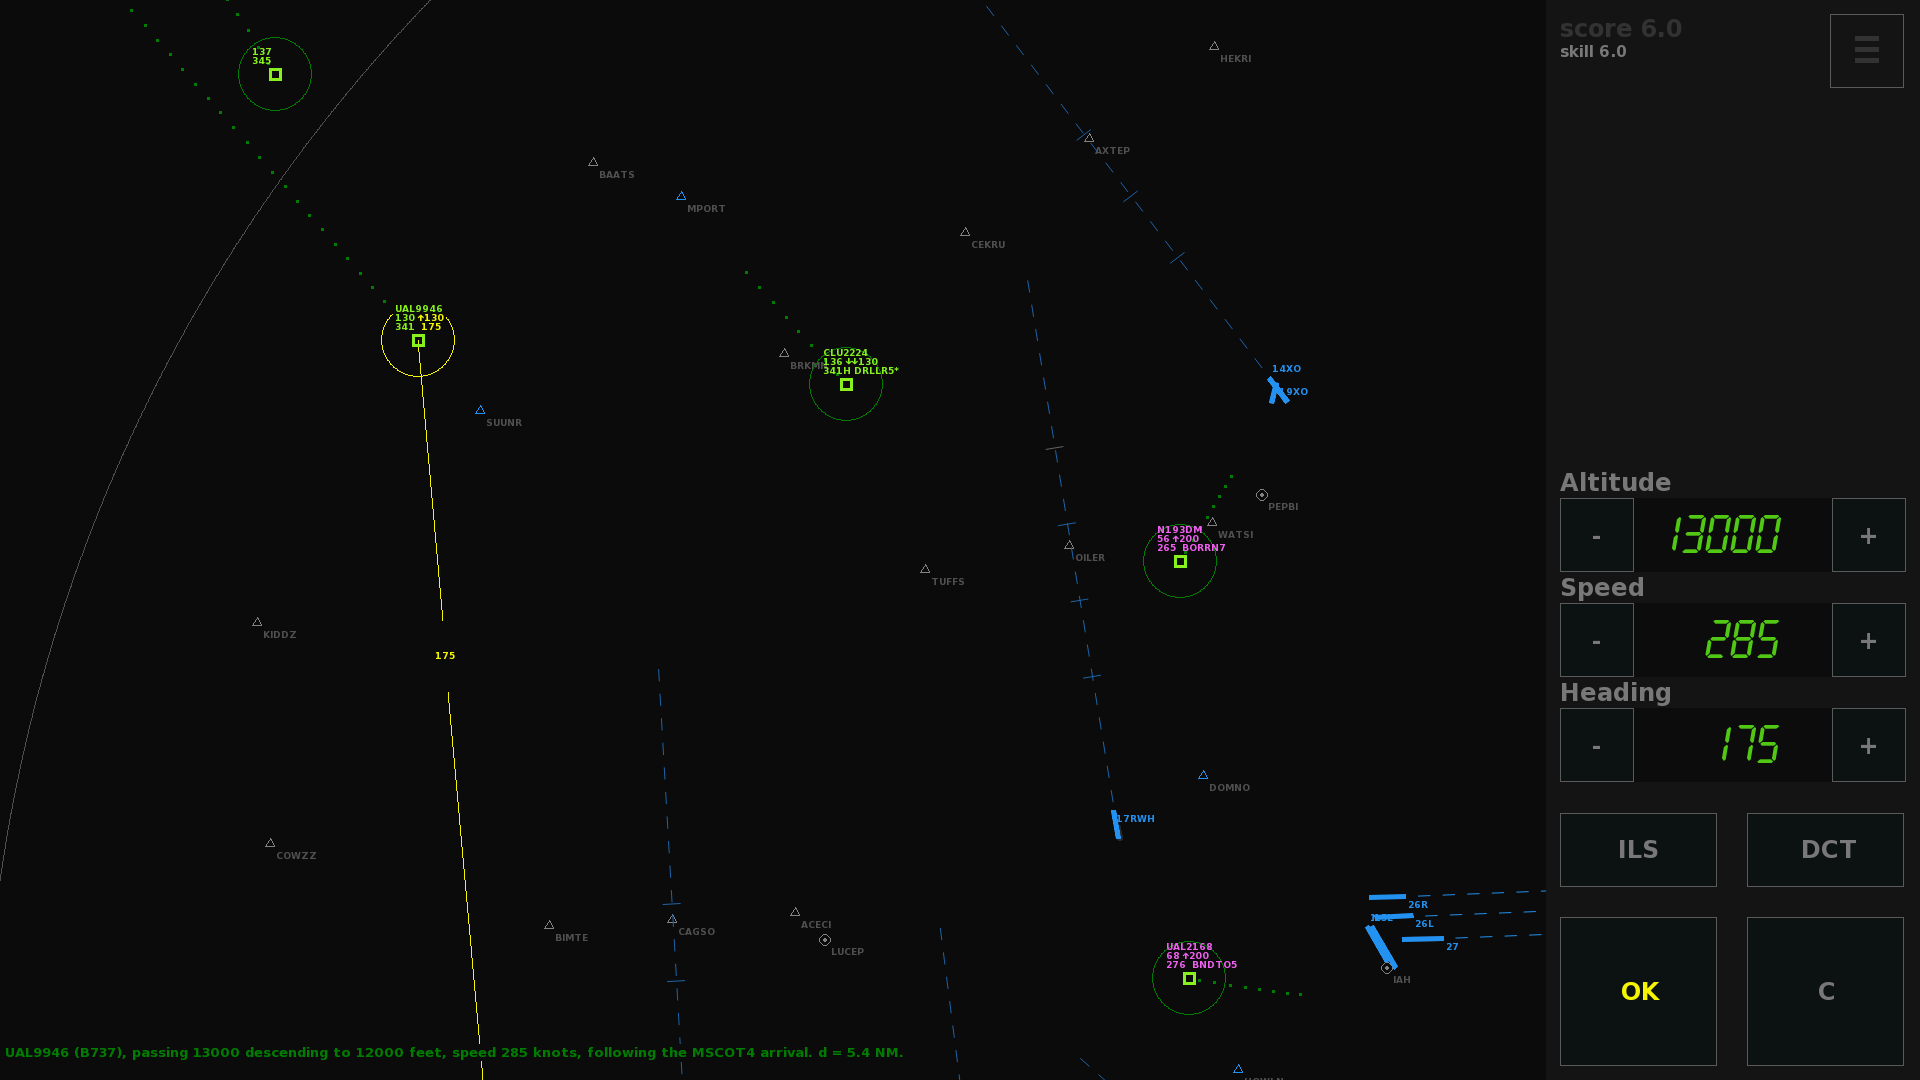 score 6.0
skill 6.0
HEKRI
137
345
AXTEP
BAATS
MPORT
CEKRU
UAL9946
130 ↑130
341 175
CLU2224
136 ↓↓130
341H DRLLR5*
14XO
SUUNR
PEPBI
WATSI
N193DM
56 ↑200
265 BORRN7
OILER
TUFFS
KIDDZ
175
DOMNO
17RWH
COWZZ
26R
26L
27
ACECI
CAGSO
BIMTE
LUCEP
UAL2168
68 ↑200
276 BNDTO5
IAH
UAL9946 (B737), passing 13000 descending to 12000 feet, speed 285 knots, following the MSCOT4 arrival. d = 5.4 NM.
Altitude
- 13000 +
Speed
- 285 +
Heading
- 175 +
ILS DCT
OK C